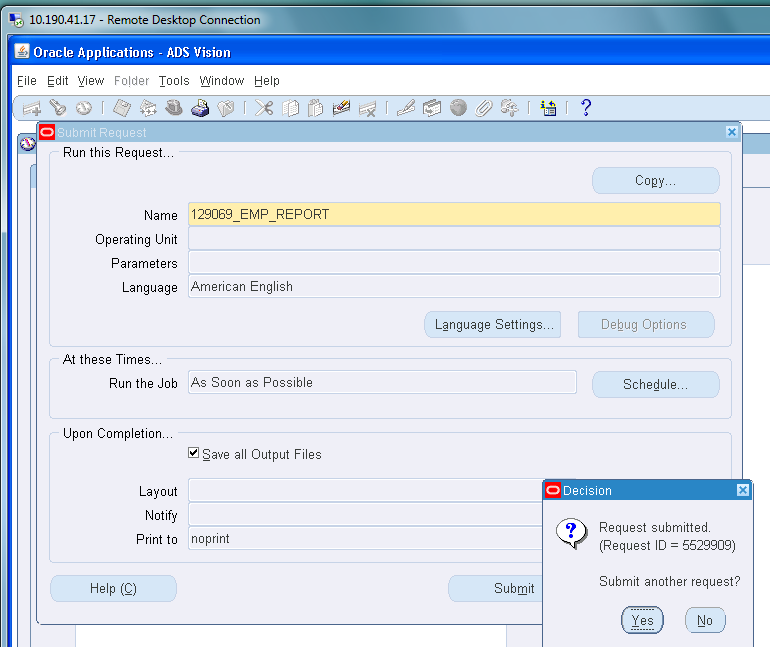 10.190.41.17 - Remote Desktop Connection
Oracle Applications - ADS Vision
File Edit View Folder Tools Window Help
Submit Request
Run this Request...
Copy...
Name 129069_EMP_REPORT
Operating Unit
Parameters
Language American English
Language Settings... Debug Options
At these Times...
Run the Job As Soon as Possible Schedule...
Upon Completion...
Save all Output Files
Layout
Notify
Print to noprint
Help (C) Submit
Decision
Request submitted.
(Request ID = 5529909)
Submit another request?
Yes No